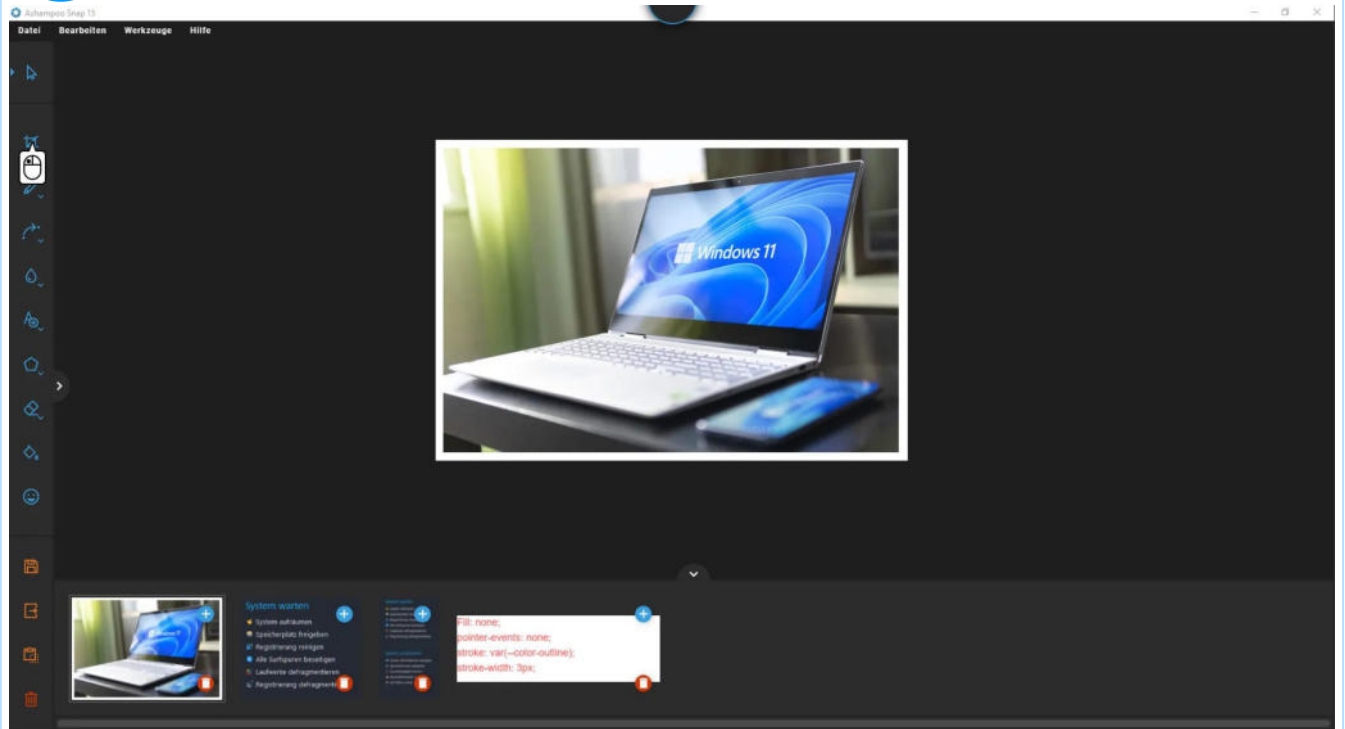 Ashampoo Snap 15
Datei Bearbeiten Werkzeuge Hilfe
Windows 11
System warten
System aufräumen
Speicherplatz freigeben
Registrierung reinigen
Alle Surfspuren beseitigen
Laufwerke defragmentieren
Registrierung defragmenti
Fill: none;
pointer-events: none;
stroke: var(--color-outline);
stroke-width: 3px;